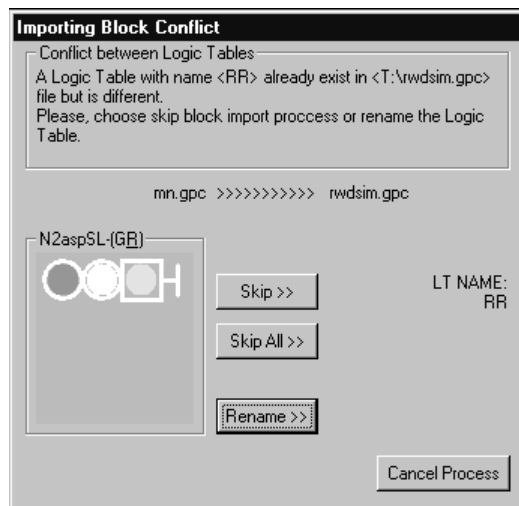 Importing Block Conflict
Conflict between Logic Tables
A Logic Table with name <RR> already exist in <T:\rwdsim.gpc>
file but is different.
Please, choose skip block import proccess or rename the Logic
Table.
mn.gpc >>>>>>>>>>> rwdsim.gpc
N2aspSL-(GR)
Skip >>
LT NAME:
RR
Skip All >>
Rename >>
Cancel Process